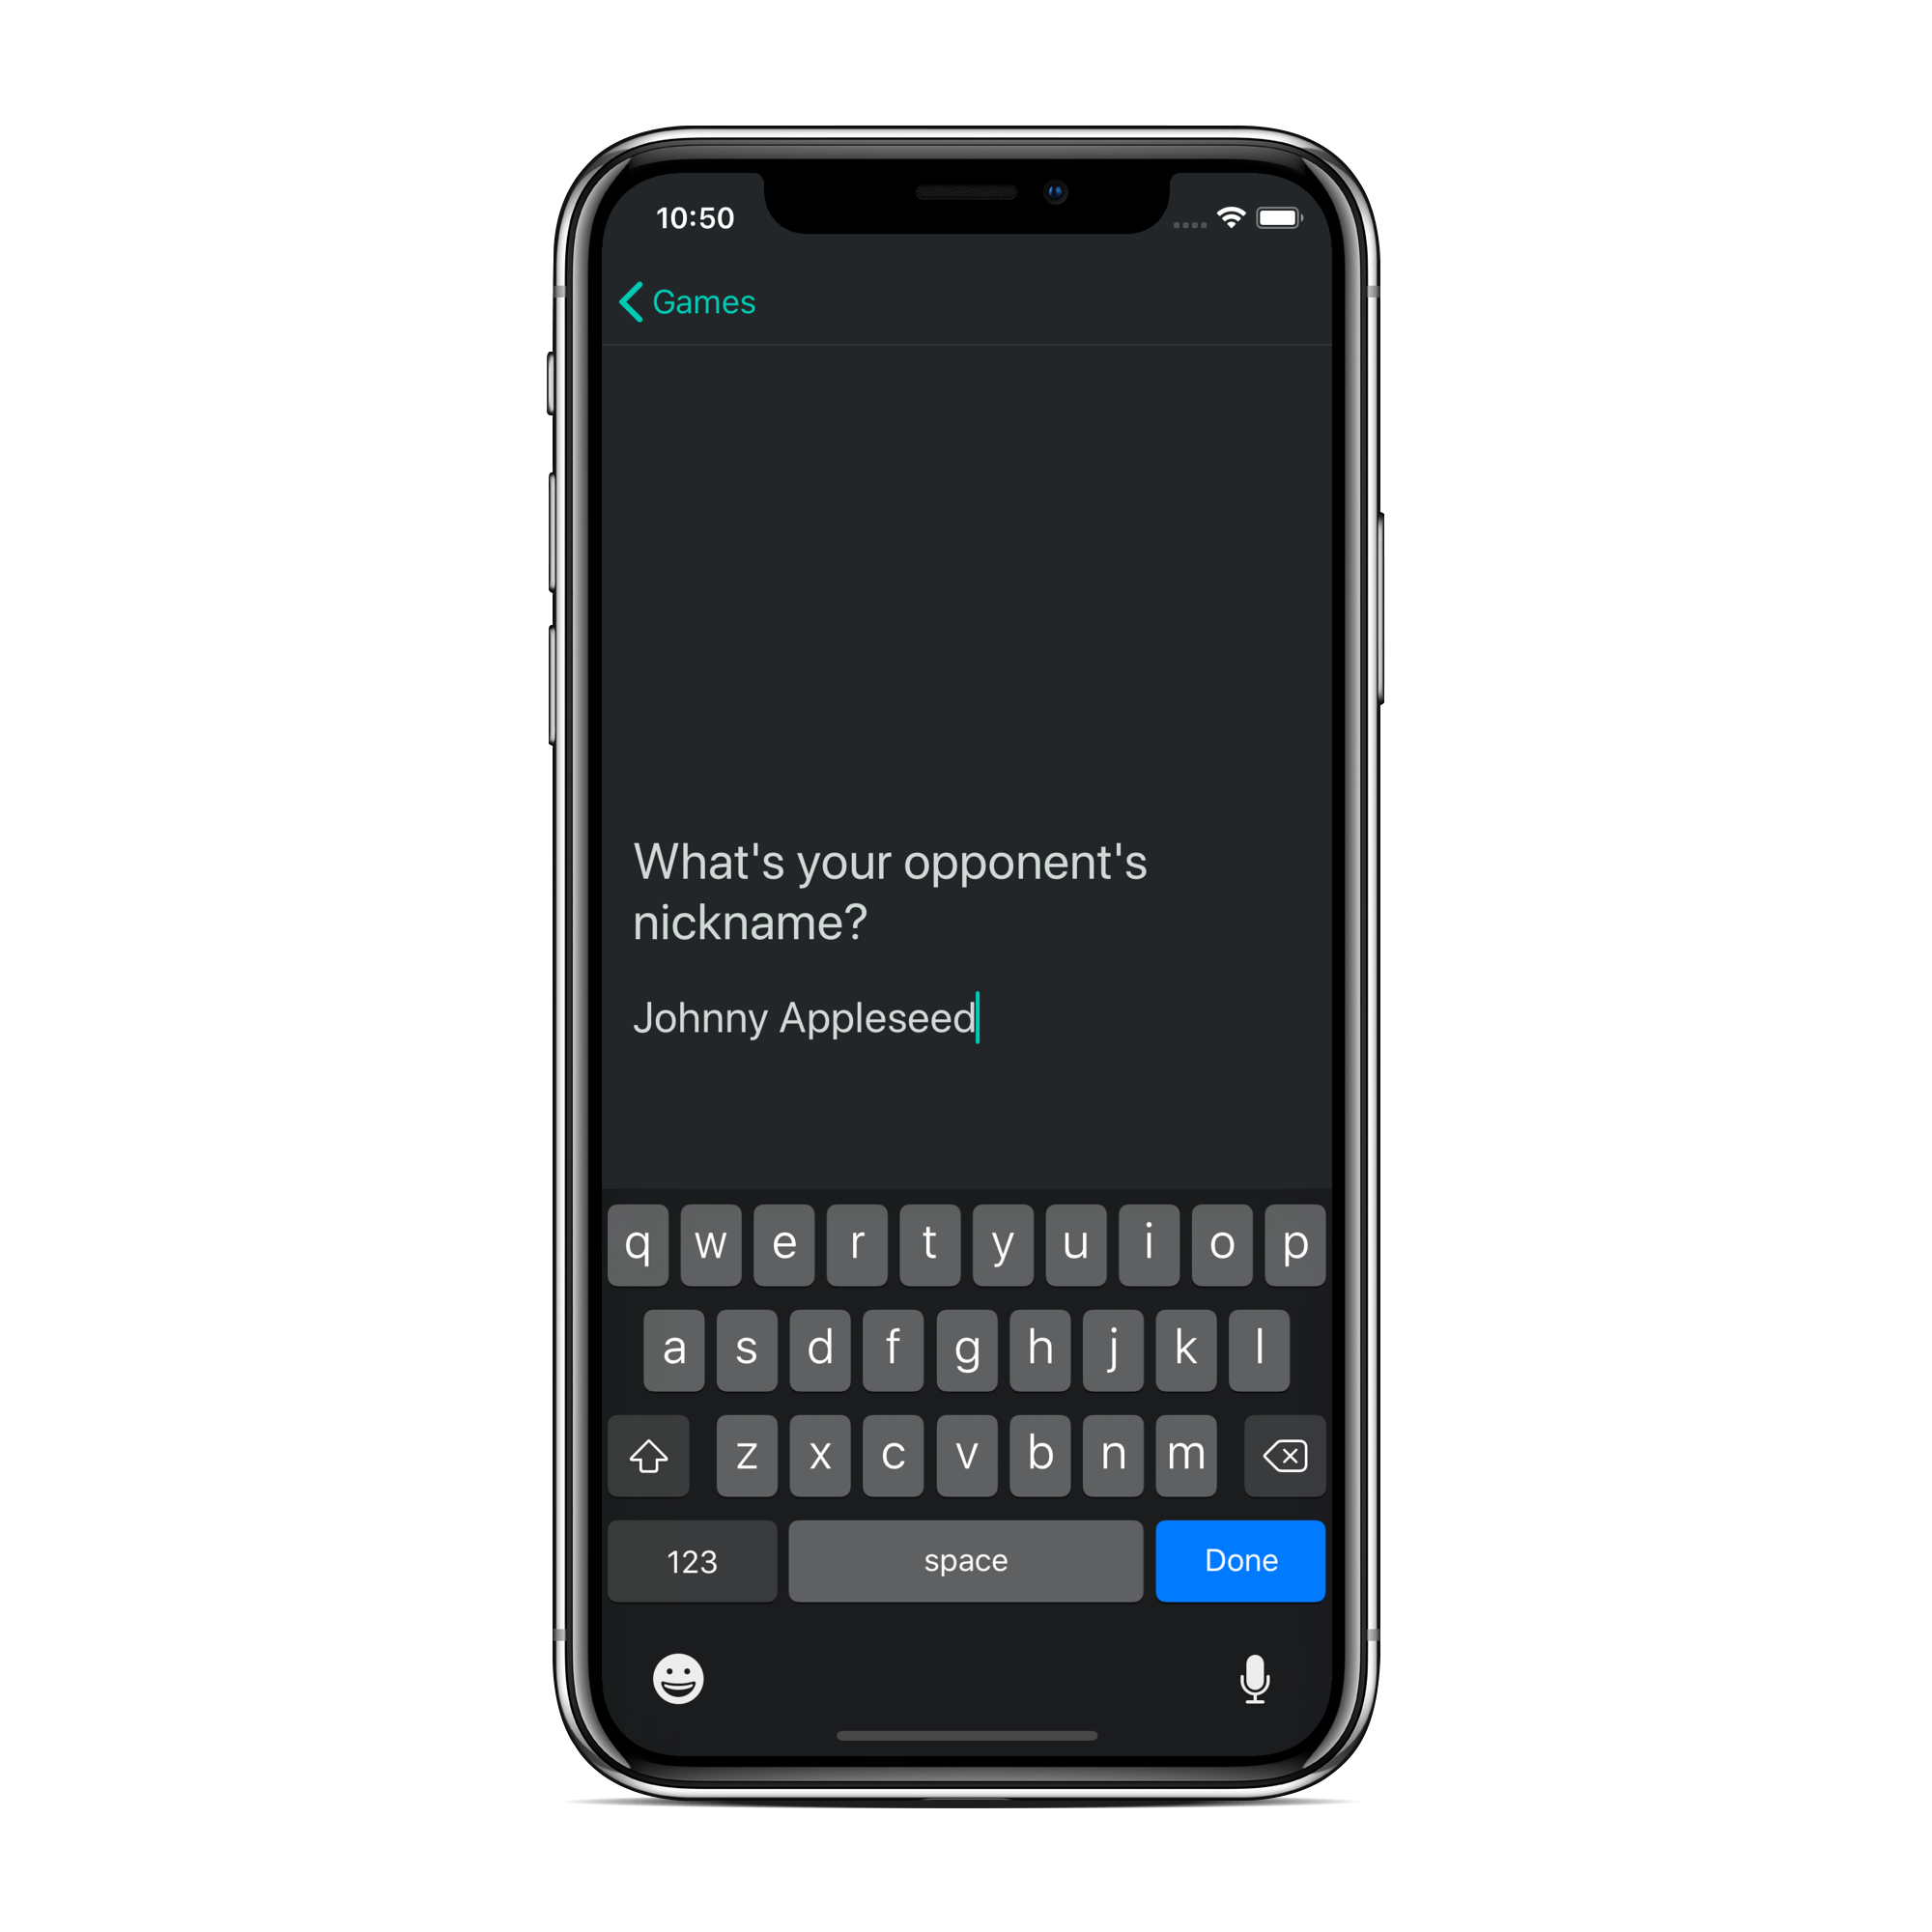 10:50
Games
What's your opponent's
nickname?
Johnny Appleseed
q w e r t y u i o p
a s d f g h j k l
z x c v b n m
123 space Done